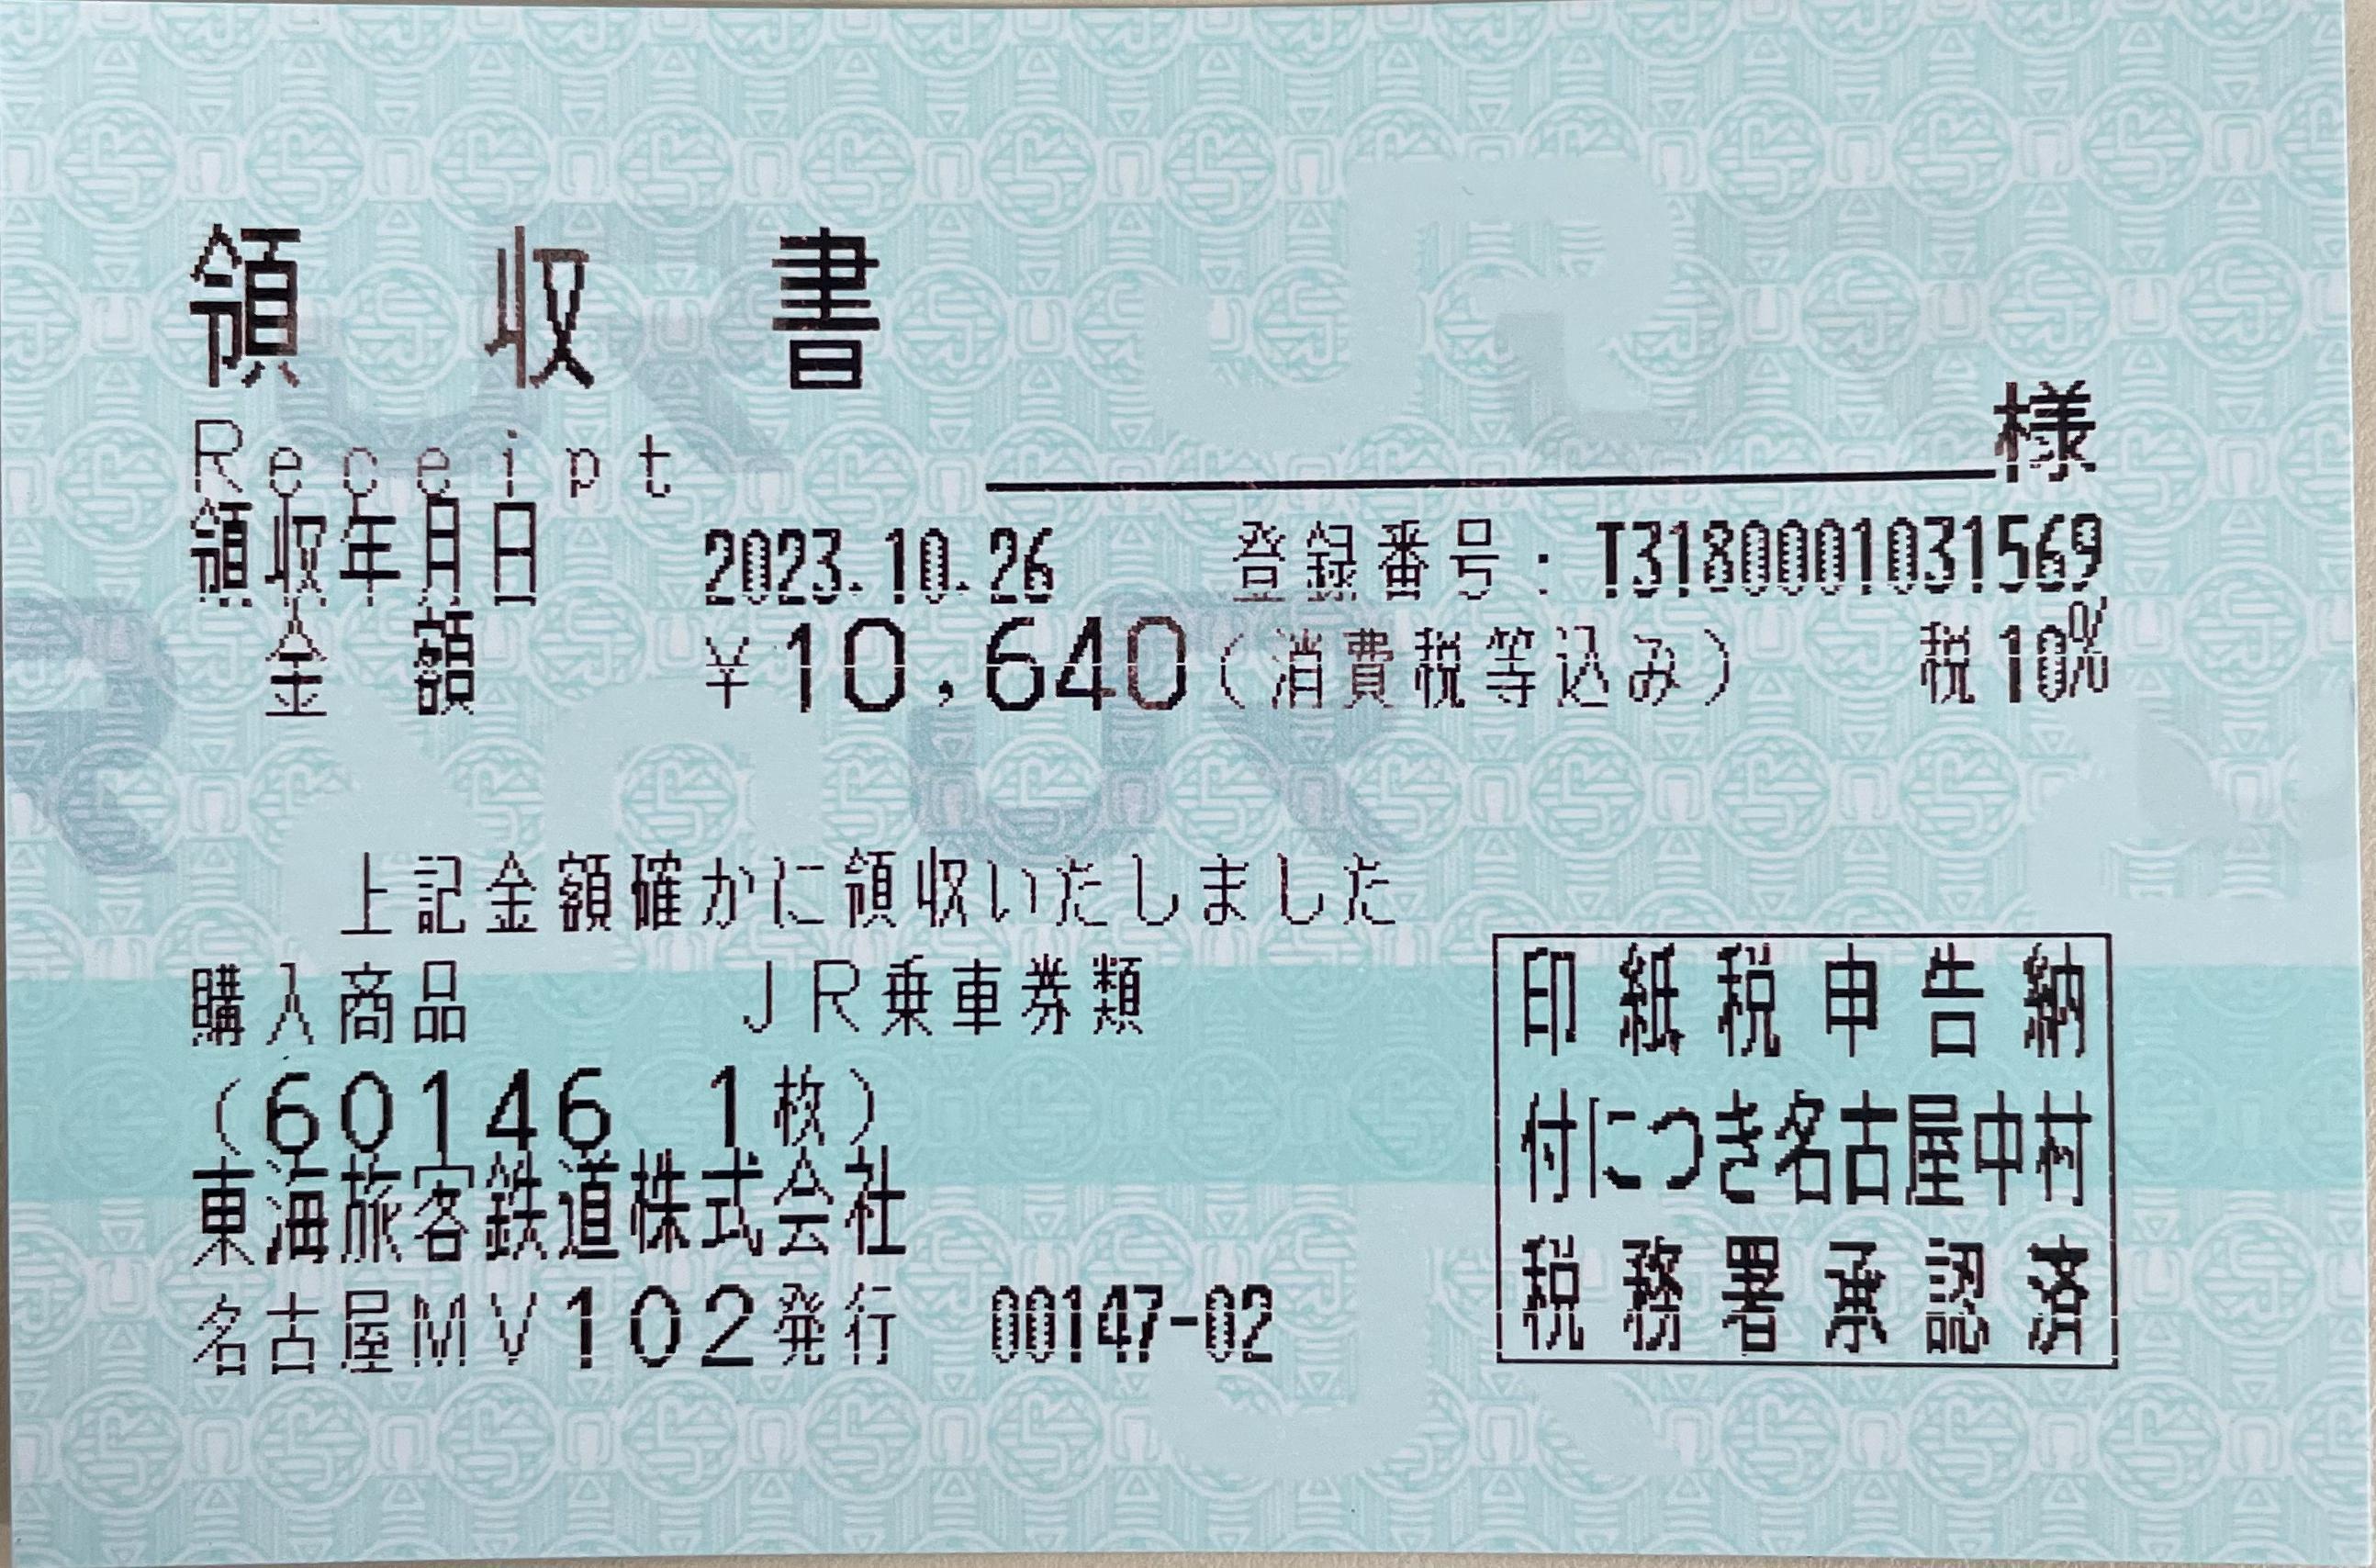 領収書
Receipt
様
領収年月日 2023.10.26 登録番号：T3180001031569
金額 ¥10,640（消費税等込み） 税10%
上記金額確かに領収いたしました
購入商品 JR乗車券類
（60146 1枚）
東海旅客鉄道株式会社
名古屋MV102発行 00147-02
印紙税申告納
付につき名古屋中村
税務署承認済